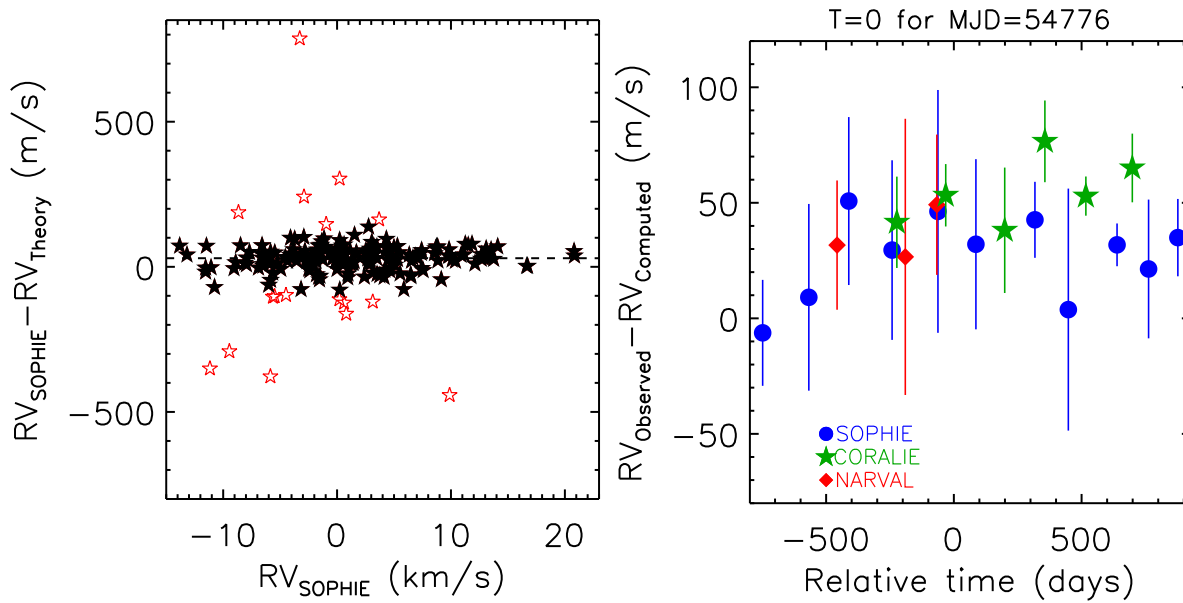 RV_SOPHIE−RV_Theory (m/s)
500
0
−500
−10
0
10
20
RV_SOPHIE (km/s)
T=0 for MJD=54776
RV_Observed−RV_Computed (m/s)
100
50
0
−50
SOPHIE
CORALIE
NARVAL
−500
0
500
Relative time (days)